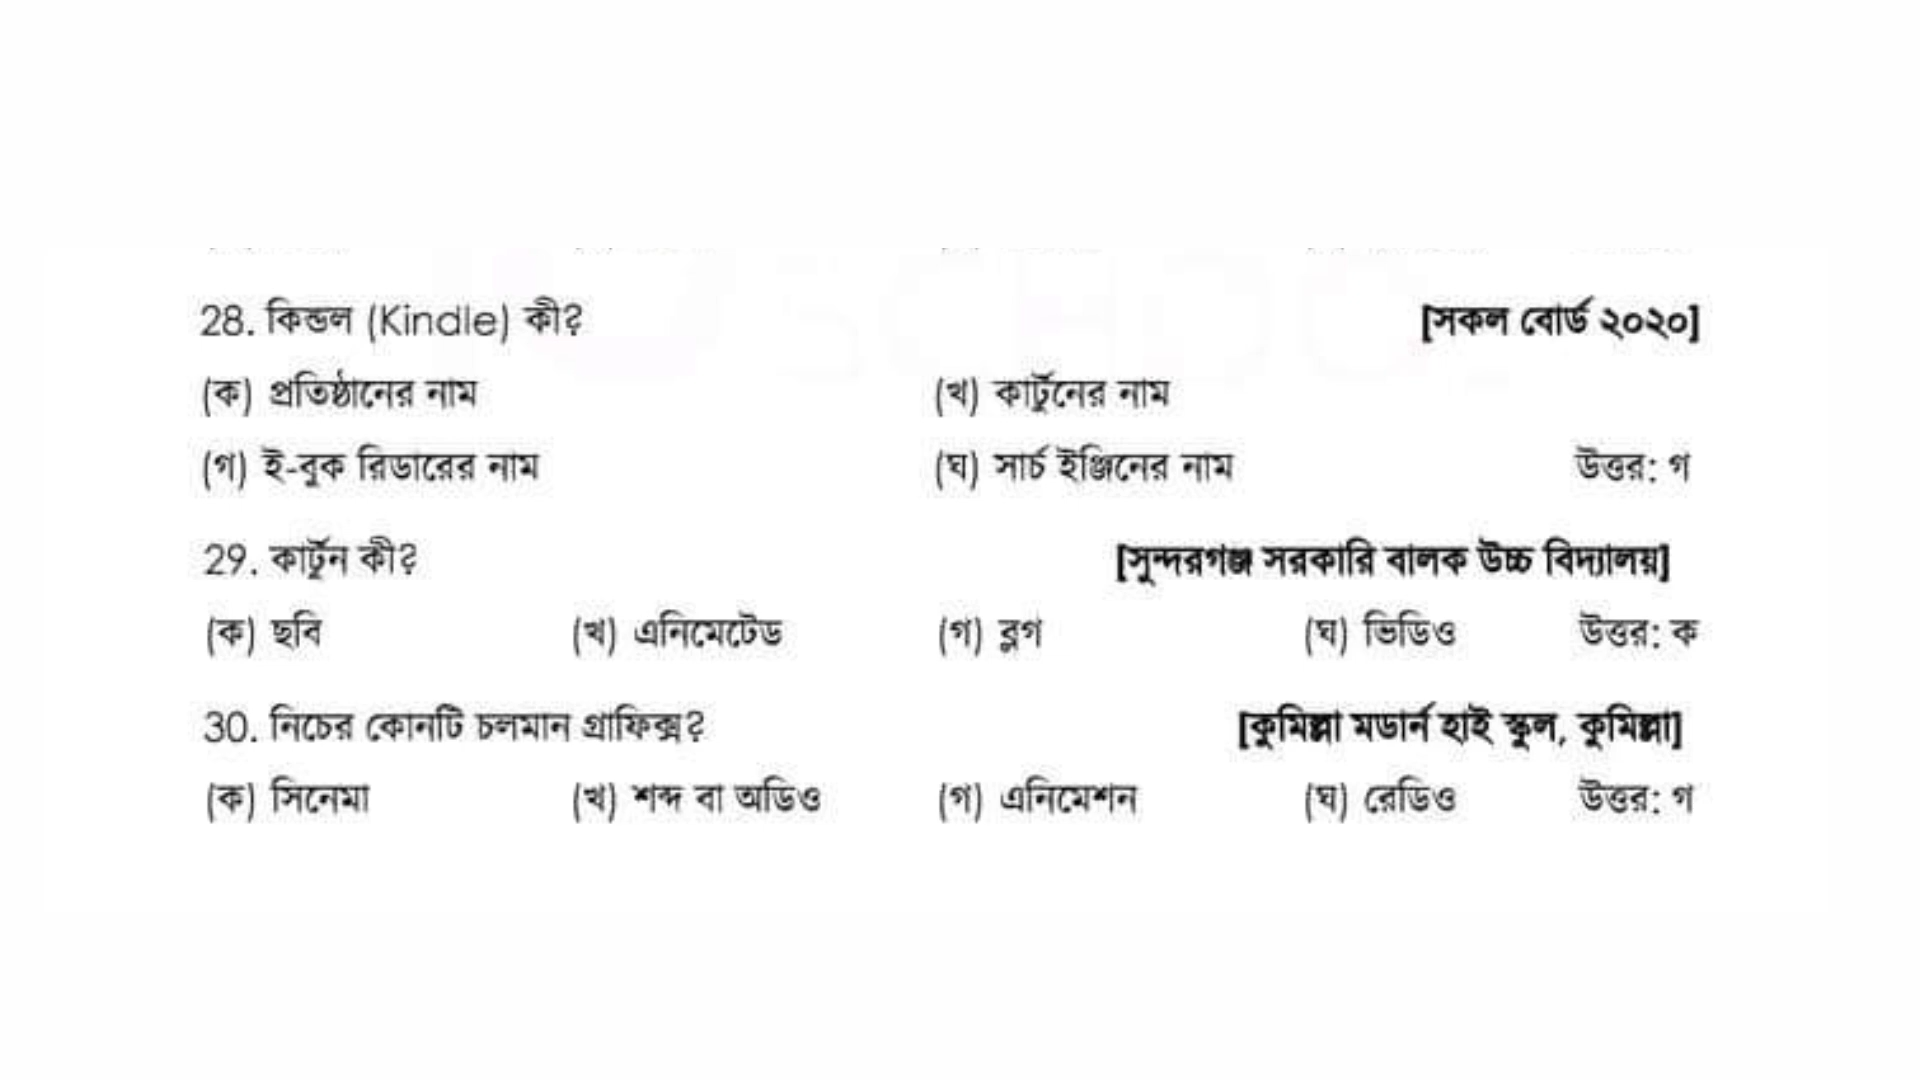 28. কিন্ডল (Kindle) কী? [সকল বোর্ড ২০২০]
(ক) প্রতিষ্ঠানের নাম (খ) কার্টুনের নাম
(গ) ই-বুক রিডারের নাম (ঘ) সার্চ ইঞ্জিনের নাম উত্তর: গ
29. কার্টুন কী? [সুন্দরগঞ্জ সরকারি বালক উচ্চ বিদ্যালয়]
(ক) ছবি (খ) এনিমেটেড (গ) ব্লগ (ঘ) ভিডিও উত্তর: ক
30. নিচের কোনটি চলমান গ্রাফিক্স? [কুমিল্লা মডার্ন হাই স্কুল, কুমিল্লা]
(ক) সিনেমা (খ) শব্দ বা অডিও (গ) এনিমেশন (ঘ) রেডিও উত্তর: গ